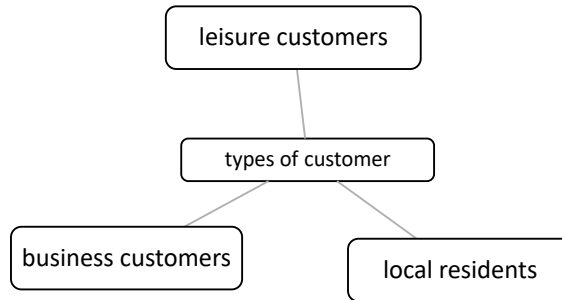 leisure customers
types of customer
business customers
local residents